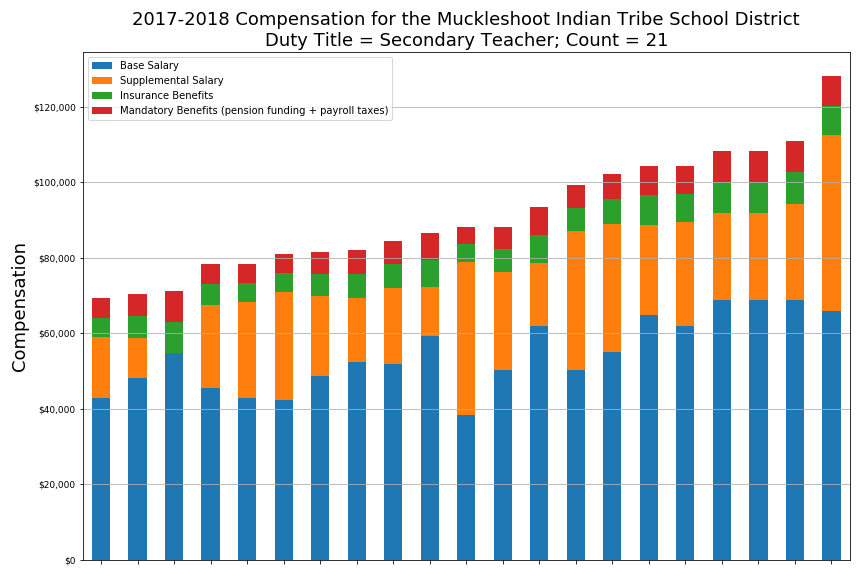 2017-2018 Compensation for the Muckleshoot Indian Tribe School District
Duty Title = Secondary Teacher; Count = 21
Base Salary
Supplemental Salary
Insurance Benefits
Mandatory Benefits (pension funding + payroll taxes)
$120,000
$100,000
$80,000
$60,000
$40,000
$20,000
$0
Compensation